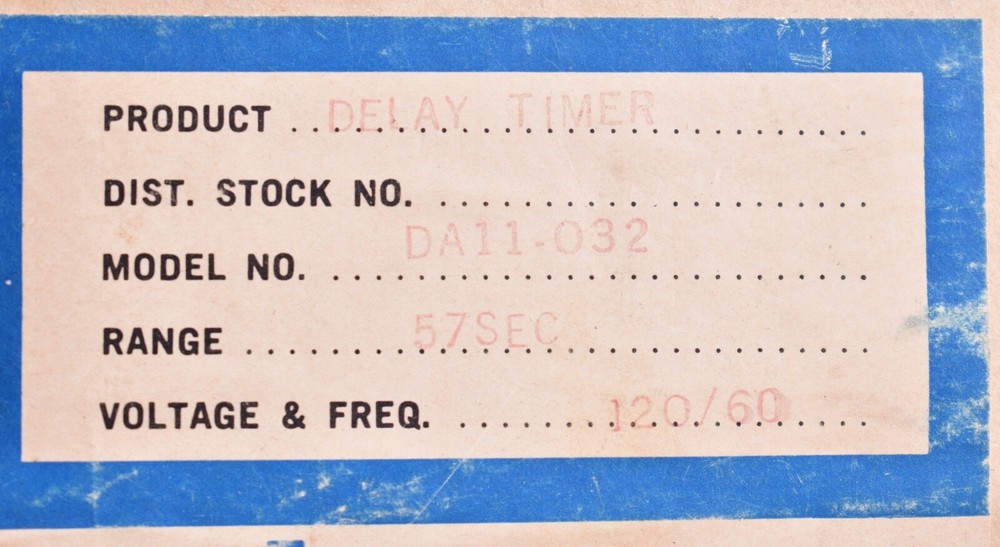 PRODUCT .......................... DELAY TIMER
DIST. STOCK NO. ..............................
MODEL NO. .............................. DA11-032
RANGE .............................. 57SEC
VOLTAGE & FREQ. .............................. 120/60